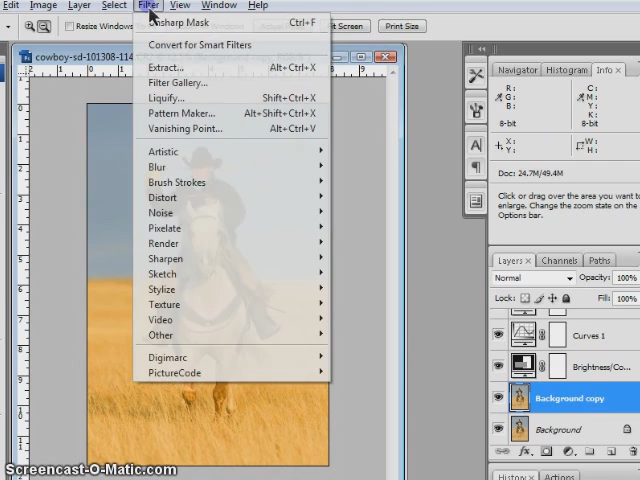 Edit Image Layer Select Filter View Window Help
Unsharp Mask Ctrl+F
Resize Windows
Screen Print Size
Convert for Smart Filters
cowboy-sd-101308-114
Extract... Alt+Ctrl+X
Filter Gallery...
Liquify... Shift+Ctrl+X
Pattern Maker... Alt+Shift+Ctrl+X
Vanishing Point... Alt+Ctrl+V
Artistic
Blur
Brush Strokes
Distort
Noise
Pixelate
Render
Sharpen
Sketch
Stylize
Texture
Video
Other
Digimarc
PictureCode
Navigator Histogram Info
R: C:
G: M:
B: Y:
K:
8-bit 8-bit
X: W:
Y: H:
Doc: 24.7M/49.4M
Click or drag over the area you want to
enlarge. Change the zoom state on the
Options bar.
Layers Channels Paths
Normal Opacity: 100%
Lock: Fill: 100%
Curves 1
Brightness/Co...
Background copy
Background
History Actions
Screencast-O-Matic.com